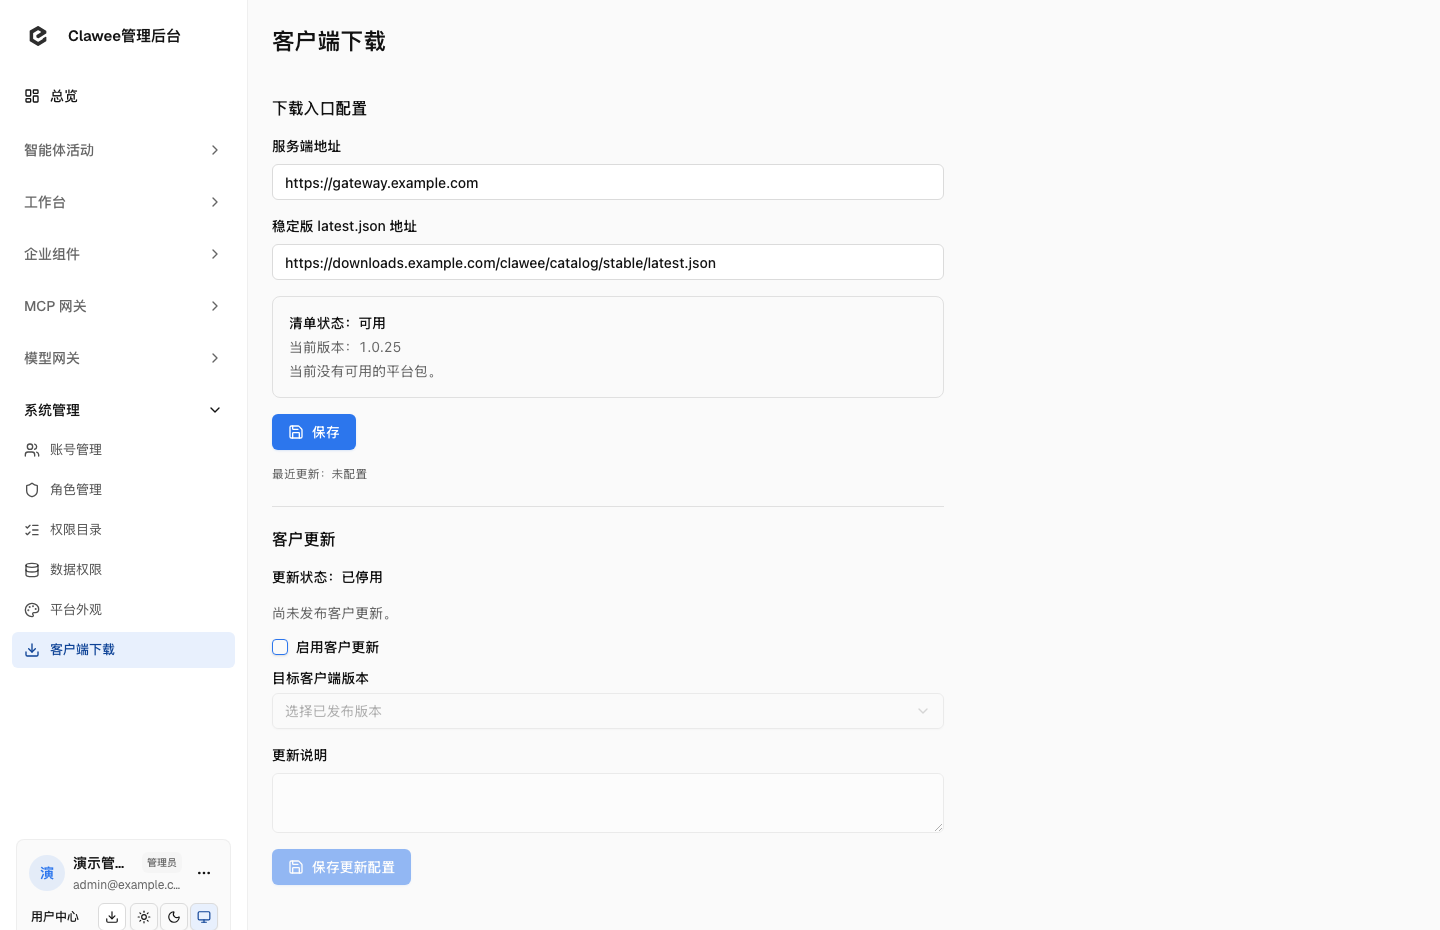 Clawee管理后台
总览
智能体活动
工作台
企业组件
MCP 网关
模型网关
系统管理
账号管理
角色管理
权限目录
数据权限
平台外观
客户端下载
演
演示管...
管理员
admin@example.c...
用户中心
客户端下载
下载入口配置
服务端地址
https://gateway.example.com
稳定版 latest.json 地址
https://downloads.example.com/clawee/catalog/stable/latest.json
清单状态：可用
当前版本：1.0.25
当前没有可用的平台包。
保存
最近更新：未配置
客户更新
更新状态：已停用
尚未发布客户更新。
启用客户更新
目标客户端版本
选择已发布版本
更新说明
保存更新配置